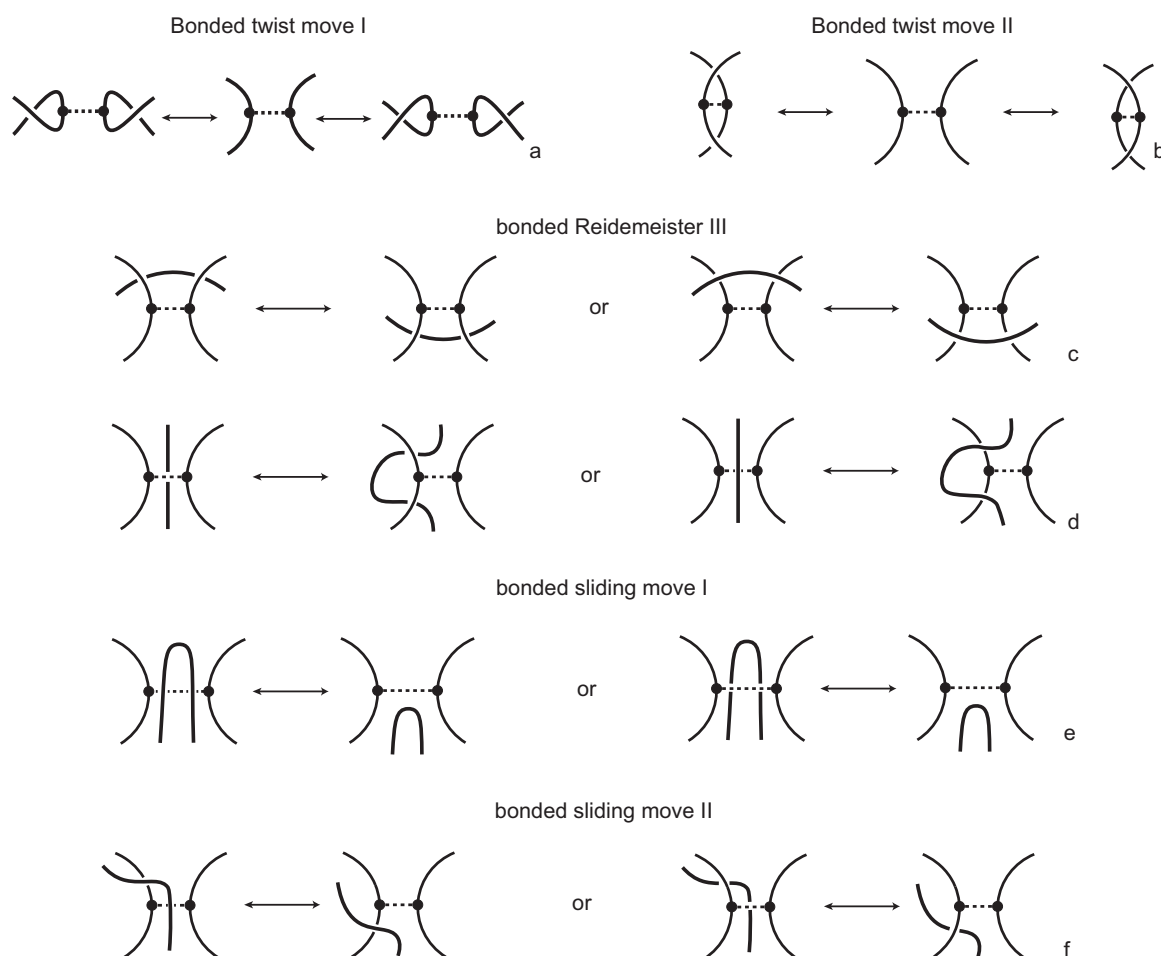 Bonded twist move I
Bonded twist move II
a
b
bonded Reidemeister III
or
c
or
d
bonded sliding move I
or
e
bonded sliding move II
or
f